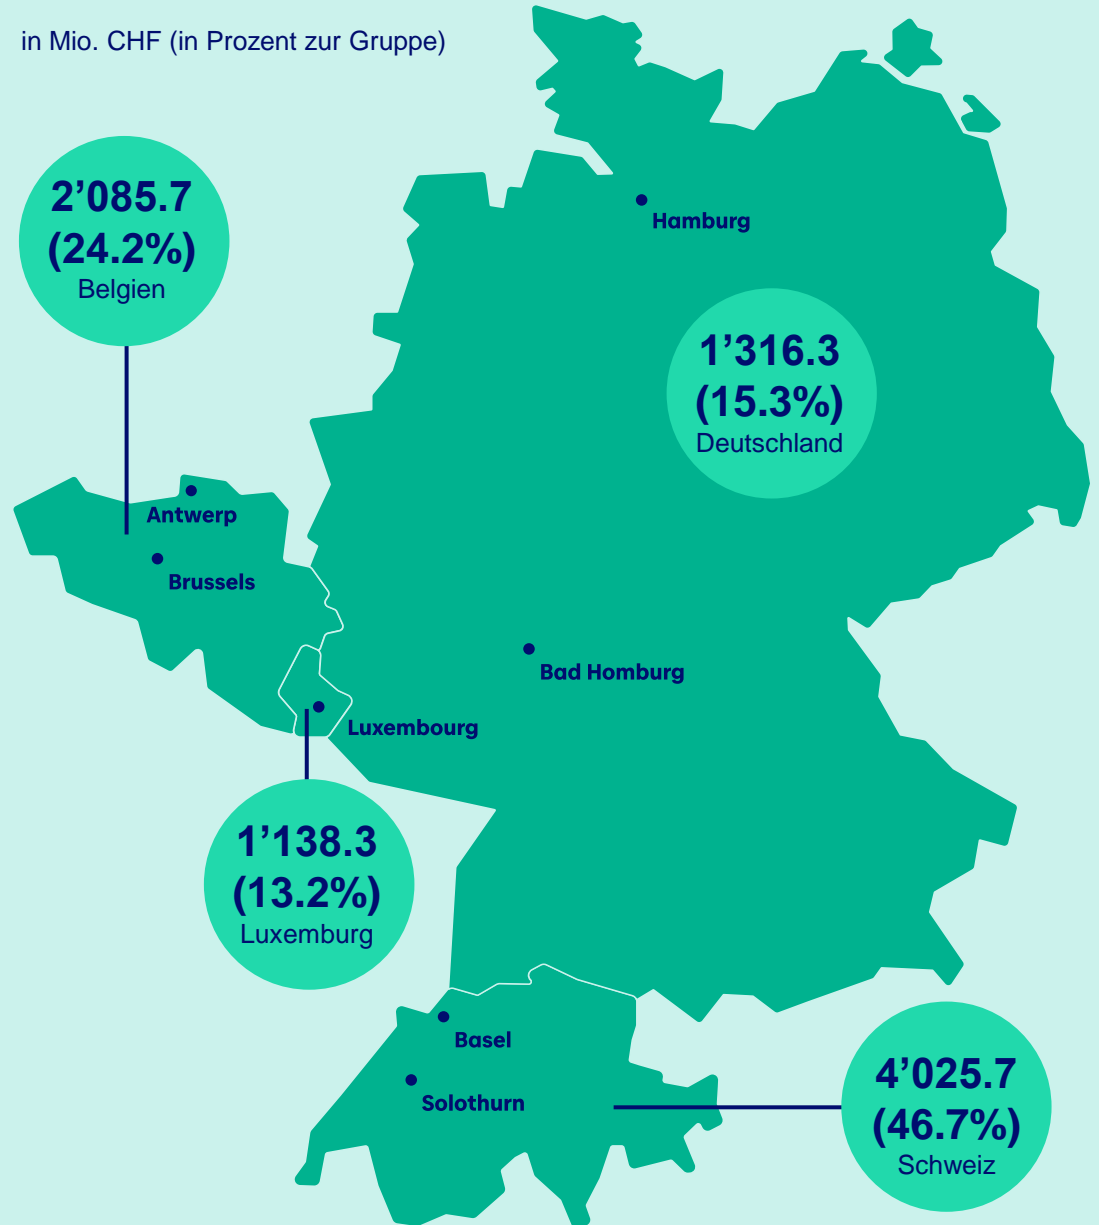 in Mio. CHF (in Prozent zur Gruppe)
2’085.7
(24.2%)
Belgien
Hamburg
1’316.3
(15.3%)
Deutschland
Antwerp
Brussels
Bad Homburg
Luxembourg
1’138.3
(13.2%)
Luxemburg
Basel
Solothurn
4’025.7
(46.7%)
Schweiz